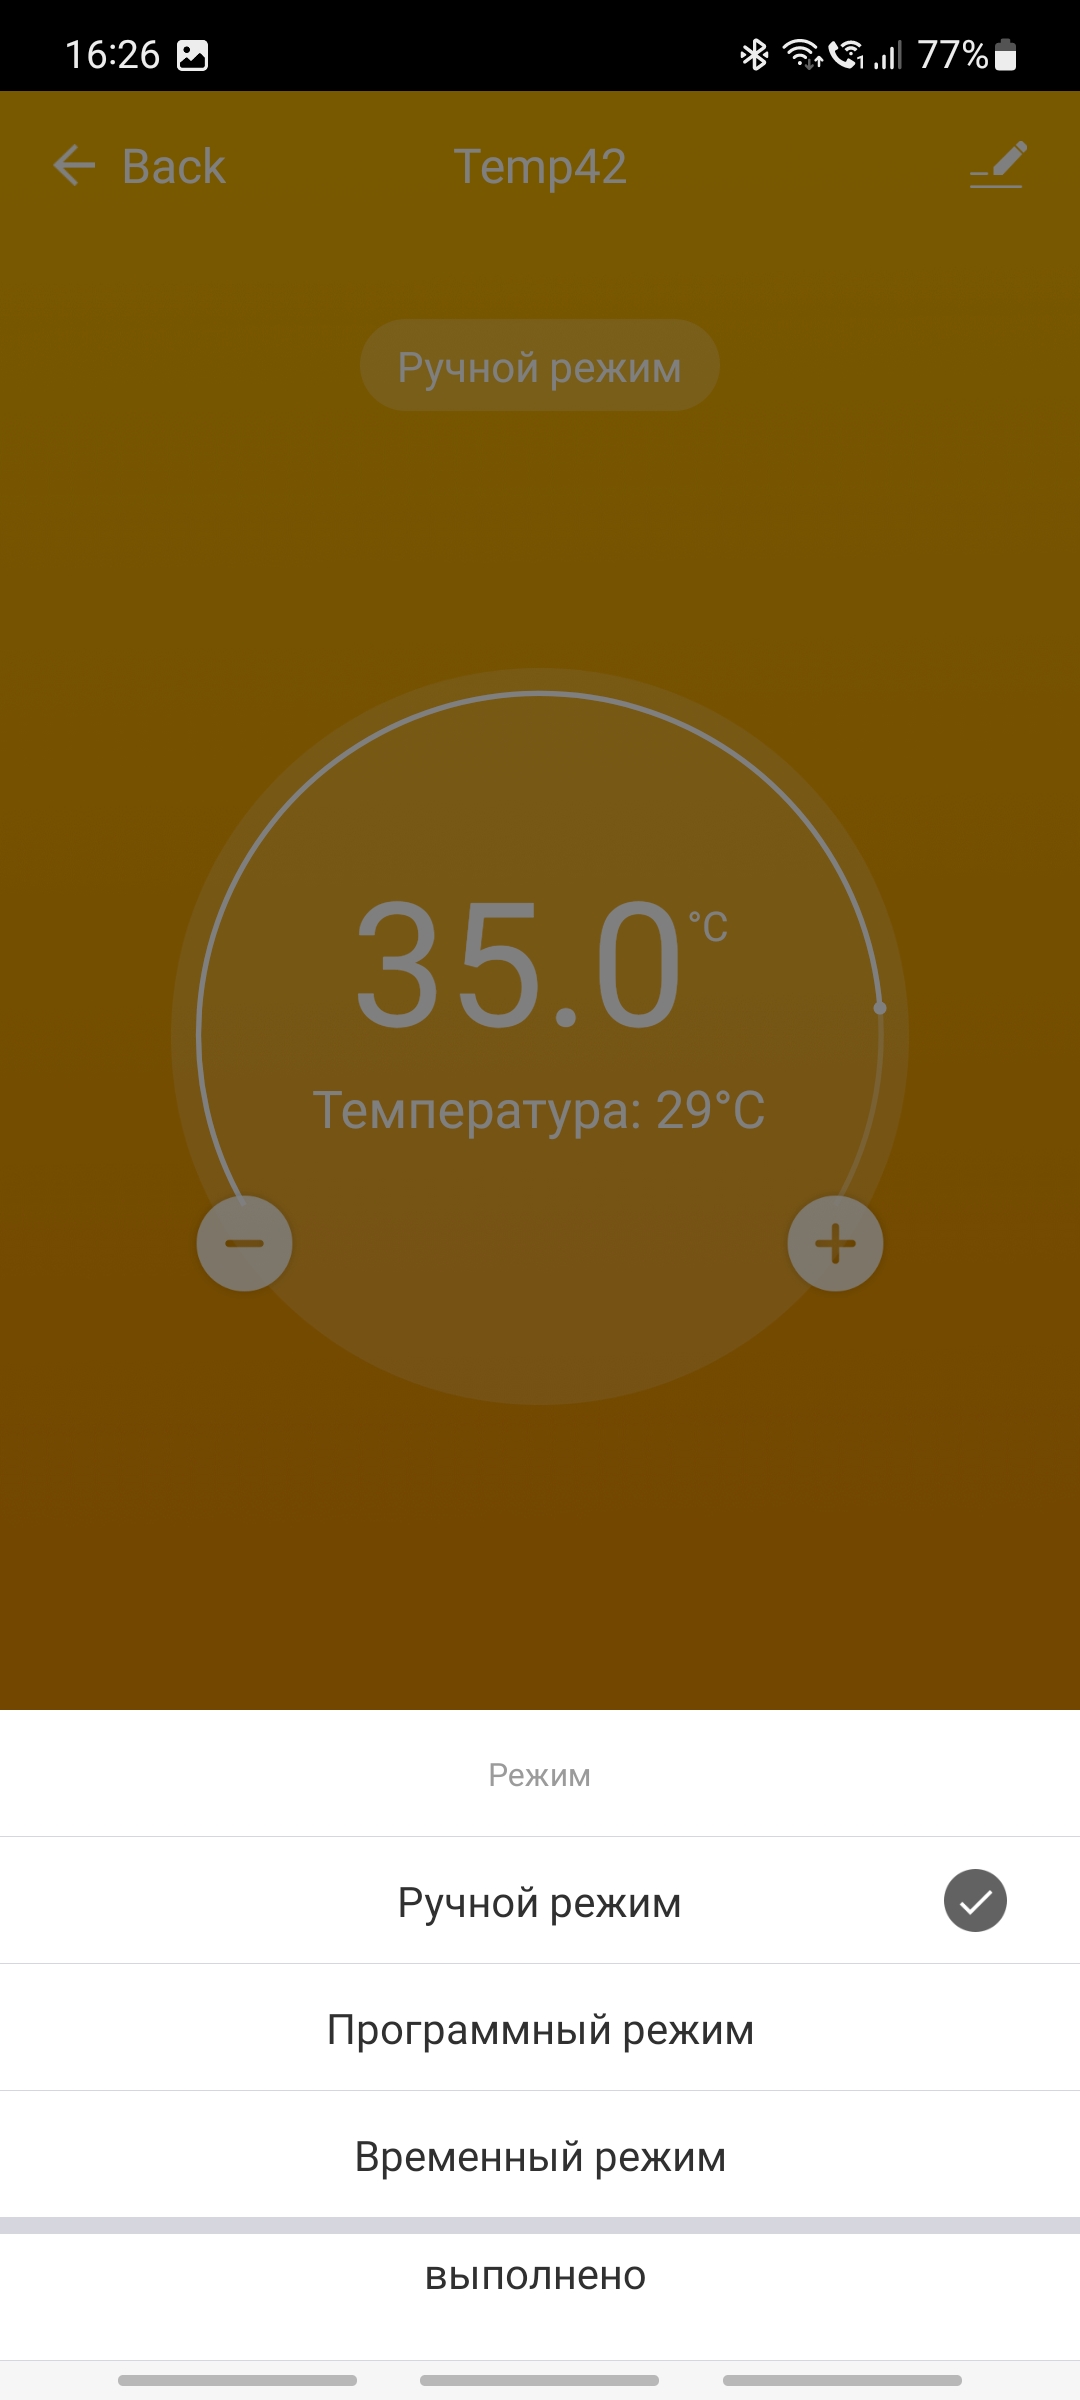 16:26
77%
Back
Temp42
Ручной режим
35.0 °C
Температура: 29°C
Режим
Ручной режим
Программный режим
Временный режим
выполнено